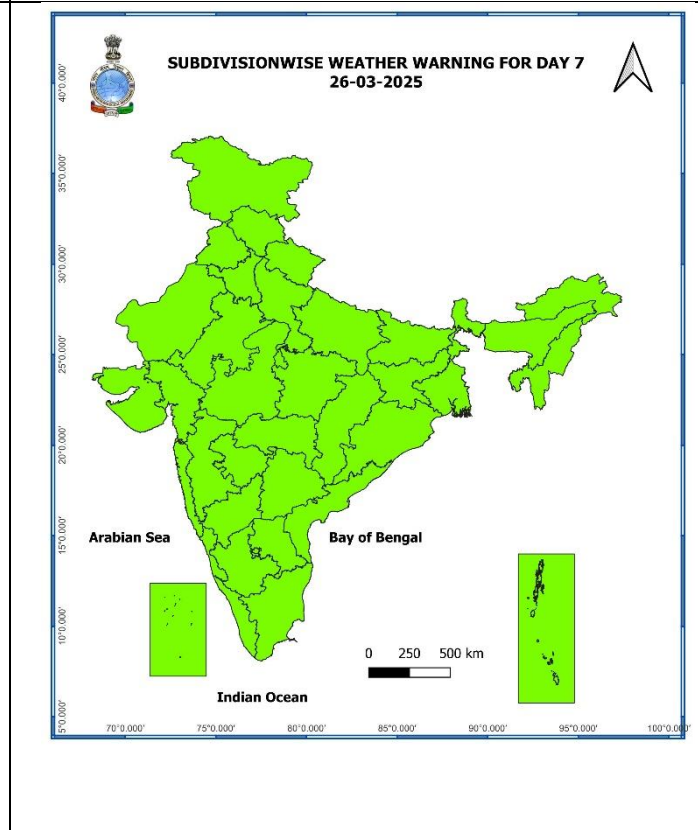 SUBDIVISIONWISE WEATHER WARNING FOR DAY 7
26-03-2025
40°0.000'
35°0.000'
30°0.000'
25°0.000'
20°0.000'
15°0.000'
10°0.000'
5°0.000'
Arabian Sea
Bay of Bengal
0 250 500 km
Indian Ocean
70°0.000' 75°0.000' 80°0.000' 85°0.000' 90°0.000' 95°0.000' 100°0.000'